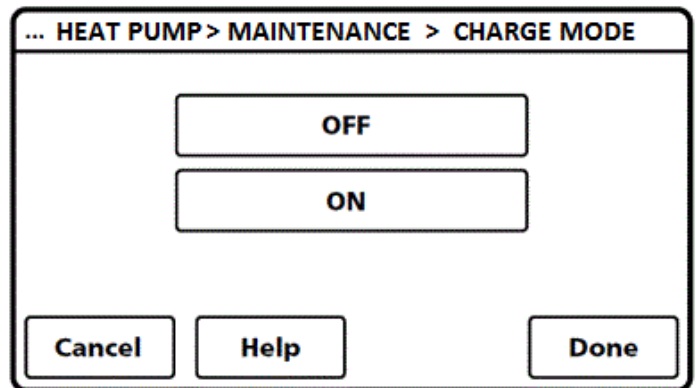 ... HEAT PUMP > MAINTENANCE > CHARGE MODE
OFF
ON
Cancel Help Done